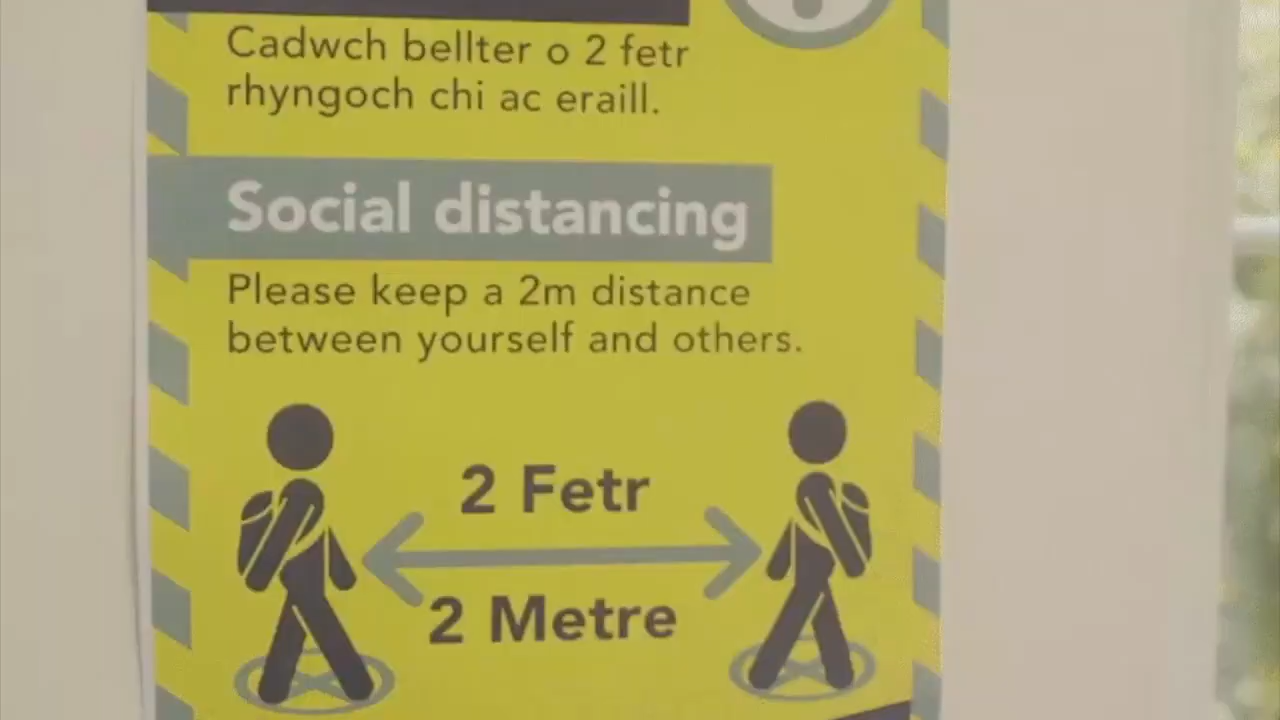 Cadwch bellter o 2 fetr
rhyngoch chi ac eraill.
Social distancing
Please keep a 2m distance
between yourself and others.
2 Fetr
2 Metre